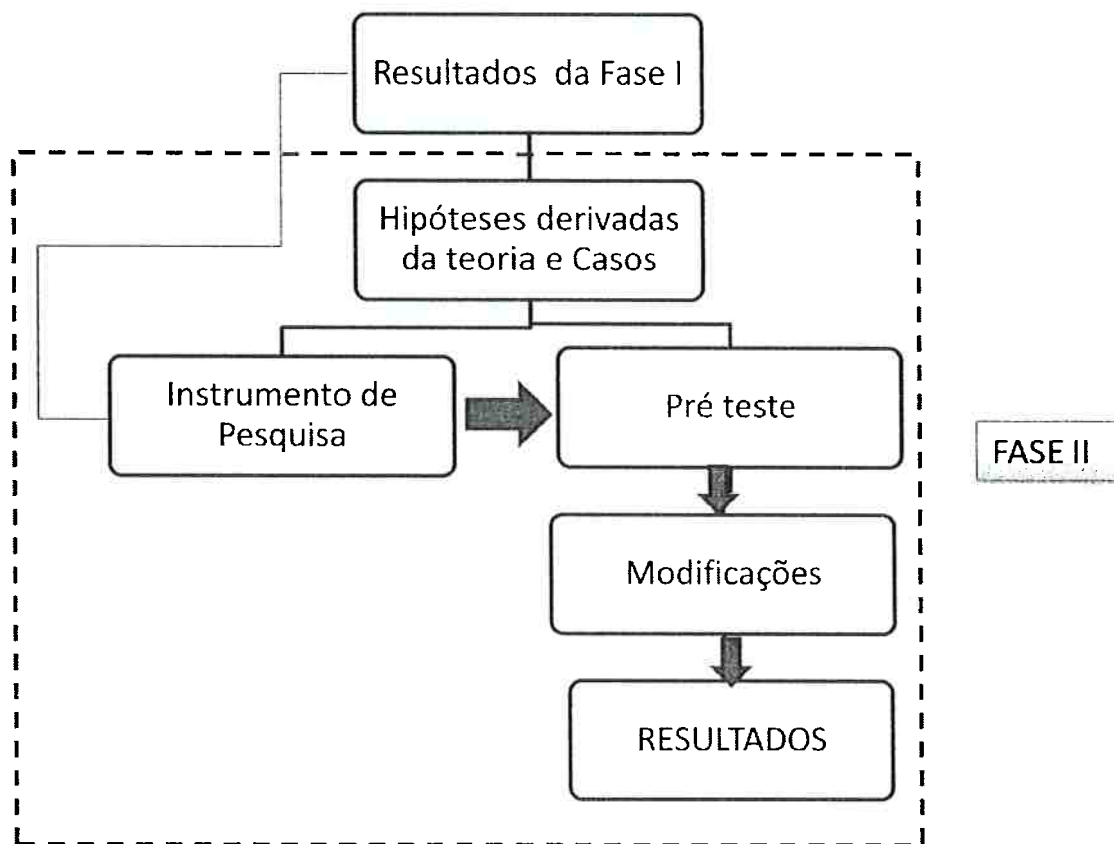 Resultados da Fase I
Hipóteses derivadas
da teoria e Casos
Instrumento de
Pesquisa
Pré teste
FASE II
Modificações
RESULTADOS